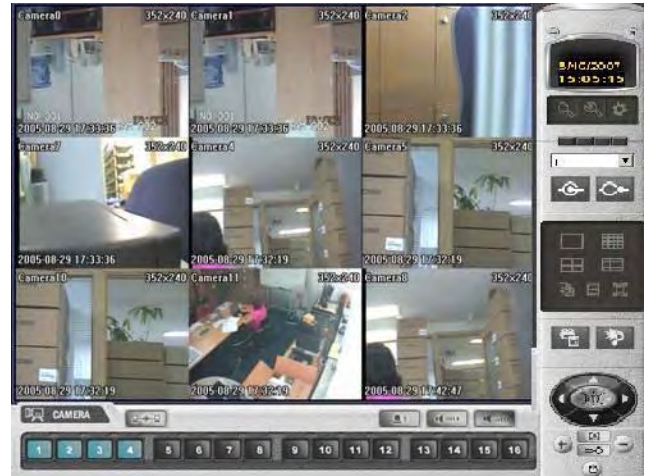 Camera0 352x240
Camera1 352x240
Camera2 352x240
2005-08-29 17:33:36
2005-08-29 17:33:36
2005-08-29 17:33:36
Camera7 352x240
Camera4 352x240
Camera5 352x240
2005-08-29 17:33:36
2005-08-29 17:32:19
2005-08-29 17:32:19
Camera10 352x240
Camera11 352x240
Camera8 352x240
2005-08-29 17:32:19
2005-08-29 17:32:19
2005-08-29 17:42:47
15:05:15
CAMERA
1 2 3 4 5 6 7 8 9 10 11 12 13 14 15 16